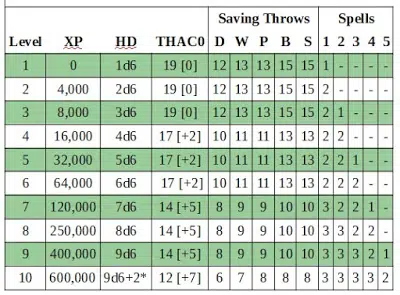 Saving Throws Spells
Level XP HD THAC0 D W P B S 1 2 3 4 5
1 0 1d6 19 [0] 12 13 13 15 15 1 - - - -
2 4,000 2d6 19 [0] 12 13 13 15 15 2 - - - -
3 8,000 3d6 19 [0] 12 13 13 15 15 2 1 - - -
4 16,000 4d6 17 [+2] 10 11 11 13 13 2 2 - - -
5 32,000 5d6 17 [+2] 10 11 11 13 13 2 2 1 - -
6 64,000 6d6 17 [+2] 10 11 11 13 13 2 2 2 - -
7 120,000 7d6 14 [+5] 8 9 9 10 10 3 2 2 1 -
8 250,000 8d6 14 [+5] 8 9 9 10 10 3 3 2 2 -
9 400,000 9d6 14 [+5] 8 9 9 10 10 3 3 3 2 1
10 600,000 9d6+2* 12 [+7] 6 7 8 8 8 3 3 3 3 2